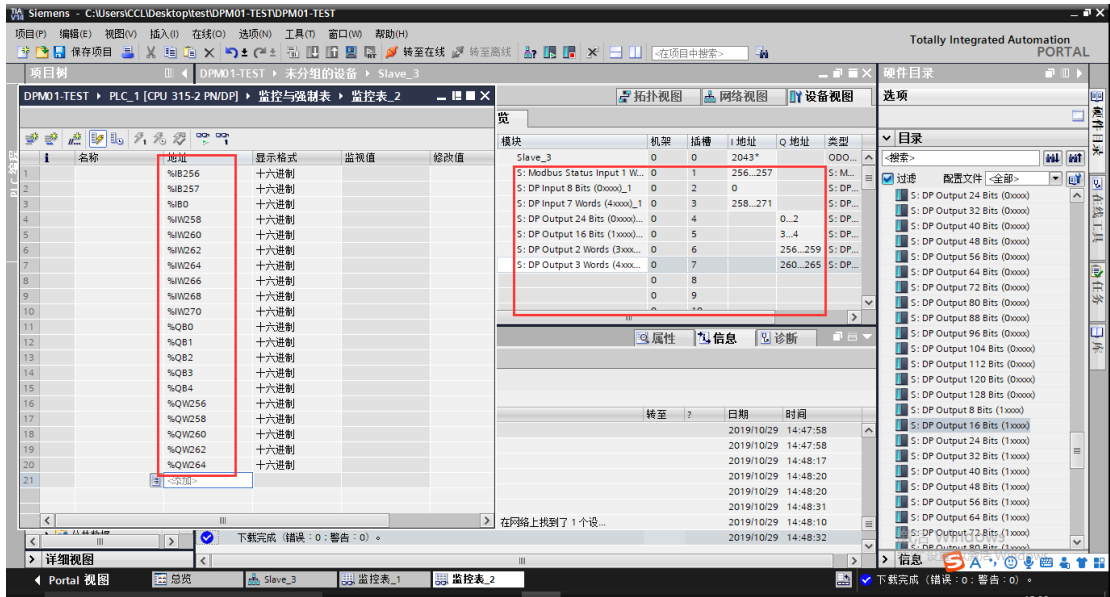 Siemens - C:\Users\CCL\Desktop\test\DPM01-TEST\DPM01-TEST
项目(P) 编辑(E) 视图(V) 插入(I) 在线(O) 选项(N) 工具(T) 窗口(W) 帮助(H)
Totally Integrated Automation
PORTAL
保存项目 转至在线 转至离线 <在项目中搜索>
项目树
DPM01-TEST ▸ 未分组的设备 ▸ Slave_3
硬件目录
DPM01-TEST ▸ PLC_1 [CPU 315-2 PN/DP] ▸ 监控与强制表 ▸ 监控表_2
拓扑视图 网络视图 设备视图
选项
i 名称 地址 显示格式 监视值 修改值
1 %IB256 十六进制
2 %IB257 十六进制
3 %IB0 十六进制
4 %IW258 十六进制
5 %IW260 十六进制
6 %IW262 十六进制
7 %IW264 十六进制
8 %IW266 十六进制
9 %IW268 十六进制
10 %IW270 十六进制
11 %QB0 十六进制
12 %QB1 十六进制
13 %QB2 十六进制
14 %QB3 十六进制
15 %QB4 十六进制
16 %QW256 十六进制
17 %QW258 十六进制
18 %QW260 十六进制
19 %QW262 十六进制
20 %QW264 十六进制
21 <添加>
览
模块 机架 插槽 I 地址 Q 地址 类型
Slave_3 0 0 2043* ODO...
S: Modbus Status Input 1 W... 0 1 256...257 S: M...
S: DP Input 8 Bits (0xxxx)_1 0 2 0 S: DP...
S: DP Input 7 Words (4xxxx)_1 0 3 258...271 S: DP...
S: DP Output 24 Bits (0xxxx)... 0 4 0...2 S: DP...
S: DP Output 16 Bits (1xxxx)... 0 5 3...4 S: DP...
S: DP Output 2 Words (3xxx... 0 6 256...259 S: DP...
S: DP Output 3 Words (4xxx... 0 7 260...265 S: DP...
0 8
0 9
属性 信息 诊断
转至 ? 日期 时间
2019/10/29 14:47:58
2019/10/29 14:47:58
2019/10/29 14:48:17
2019/10/29 14:48:20
2019/10/29 14:48:20
2019/10/29 14:48:31
在网络上找到了 1 个设... 2019/10/29 14:48:10
下载完成（错误：0；警告：0）。 2019/10/29 14:48:32
目录
<搜索>
过滤 配置文件 <全部>
S: DP Output 24 Bits (0xxxx)
S: DP Output 32 Bits (0xxxx)
S: DP Output 40 Bits (0xxxx)
S: DP Output 48 Bits (0xxxx)
S: DP Output 56 Bits (0xxxx)
S: DP Output 64 Bits (0xxxx)
S: DP Output 72 Bits (0xxxx)
S: DP Output 80 Bits (0xxxx)
S: DP Output 88 Bits (0xxxx)
S: DP Output 96 Bits (0xxxx)
S: DP Output 104 Bits (0xxxx)
S: DP Output 112 Bits (0xxxx)
S: DP Output 120 Bits (0xxxx)
S: DP Output 128 Bits (0xxxx)
S: DP Output 8 Bits (1xxxx)
S: DP Output 16 Bits (1xxxx)
S: DP Output 24 Bits (1xxxx)
S: DP Output 32 Bits (1xxxx)
S: DP Output 40 Bits (1xxxx)
S: DP Output 48 Bits (1xxxx)
S: DP Output 56 Bits (1xxxx)
S: DP Output 64 Bits (1xxxx)
S: DP Output 72 Bits (1xxxx)
S: DP Output 80 Bits (1xxxx)
信息
硬件目录
在线工具
任务
库
详细视图
Portal 视图 总览 Slave_3 监控表_1 监控表_2
下载完成（错误：0；警告：0）。